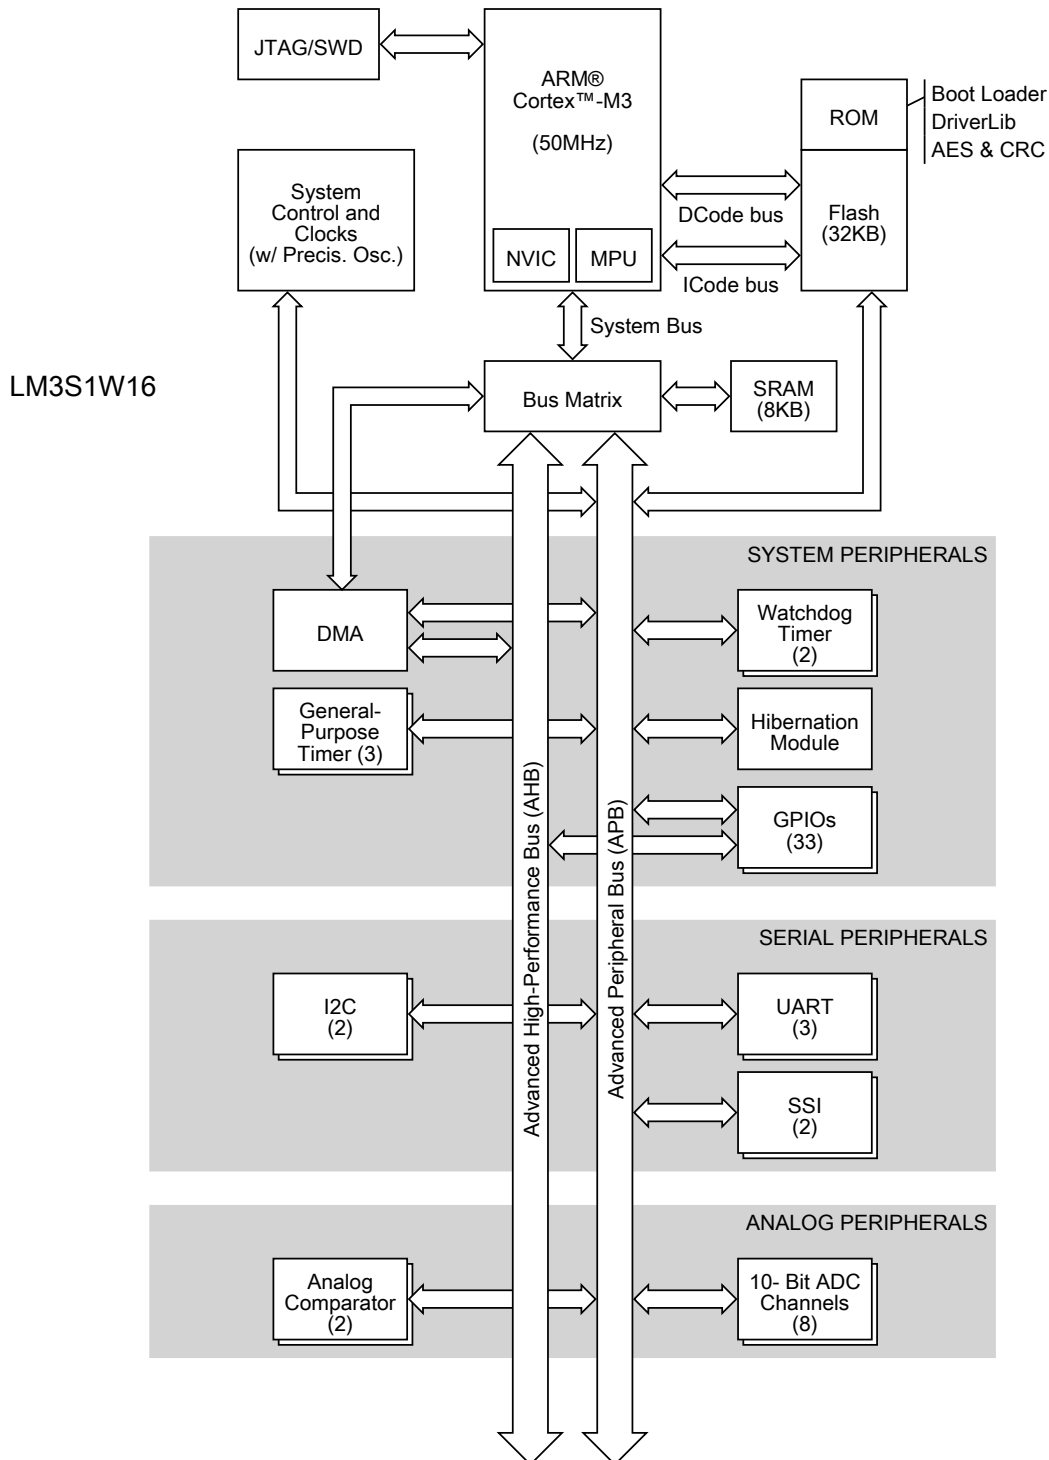 JTAG/SWD
ARM®
Cortex™-M3
(50MHz)
NVIC
MPU
ROM
Boot Loader
DriverLib
AES & CRC
Flash
(32KB)
DCode bus
ICode bus
System
Control and
Clocks
(w/ Precis. Osc.)
System Bus
LM3S1W16
Bus Matrix
SRAM
(8KB)
SYSTEM PERIPHERALS
DMA
Watchdog
Timer
(2)
General-
Purpose
Timer (3)
Hibernation
Module
GPIOs
(33)
Advanced High-Performance Bus (AHB)
Advanced Peripheral Bus (APB)
SERIAL PERIPHERALS
I2C
(2)
UART
(3)
SSI
(2)
ANALOG PERIPHERALS
Analog
Comparator
(2)
10- Bit ADC
Channels
(8)